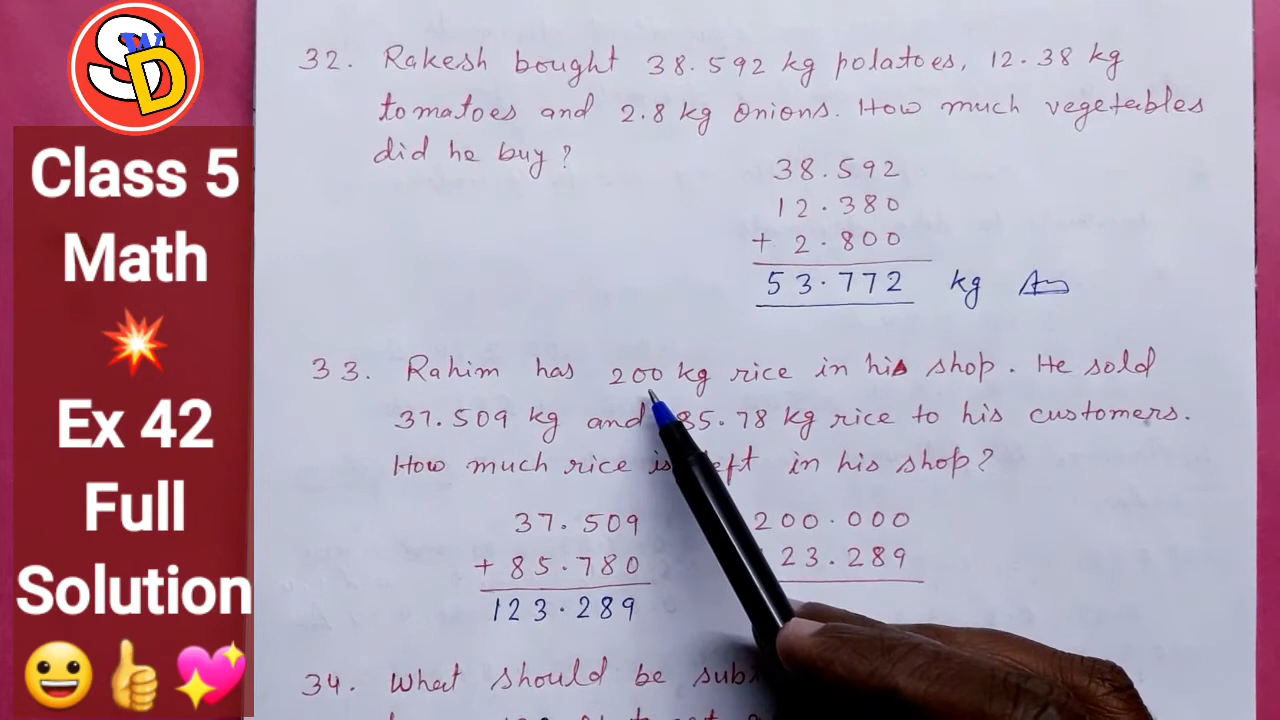 SWD
Class 5
Math
Ex 42
Full
Solution
32. Rakesh bought 38.592 kg polatoes, 12.38 kg
tomatoes and 2.8 kg onions. How much vegetables
did he buy?
38.592
12.380
+ 2.800
53.772 kg Ans
33. Rahim has 200 kg rice in his shop. He sold
37.509 kg and 85.78 kg rice to his customers.
How much rice is left in his shop?
37.509
+ 85.780
123.289
200.000
23.289
34. What should be